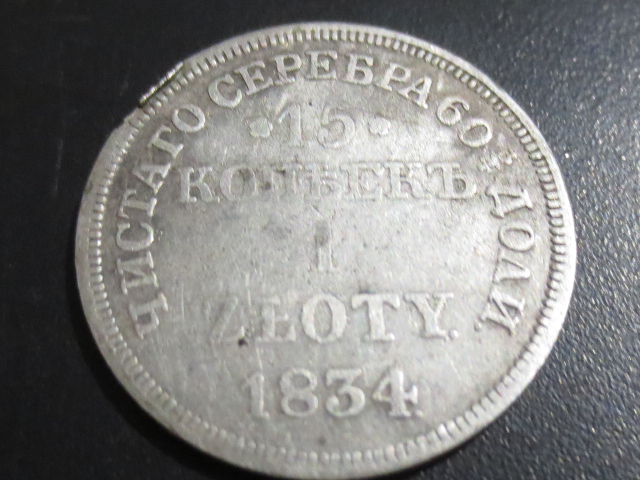 ЧИСТАГО СЕРЕБРА 60 ДОЛИ
15
КОПѢЕКЪ
1
ZŁOTY.
1834.